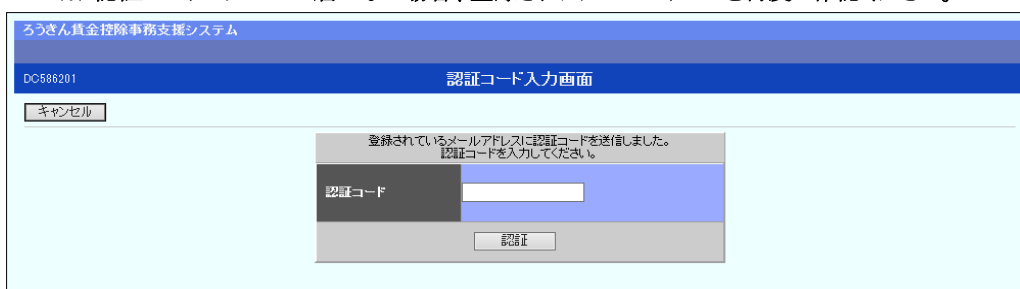 ろうきん賃金控除事務支援システム
DC586201
認証コード入力画面
キャンセル
登録されているメールアドレスに認証コードを送信しました。
認証コードを入力してください。
認証コード
認証